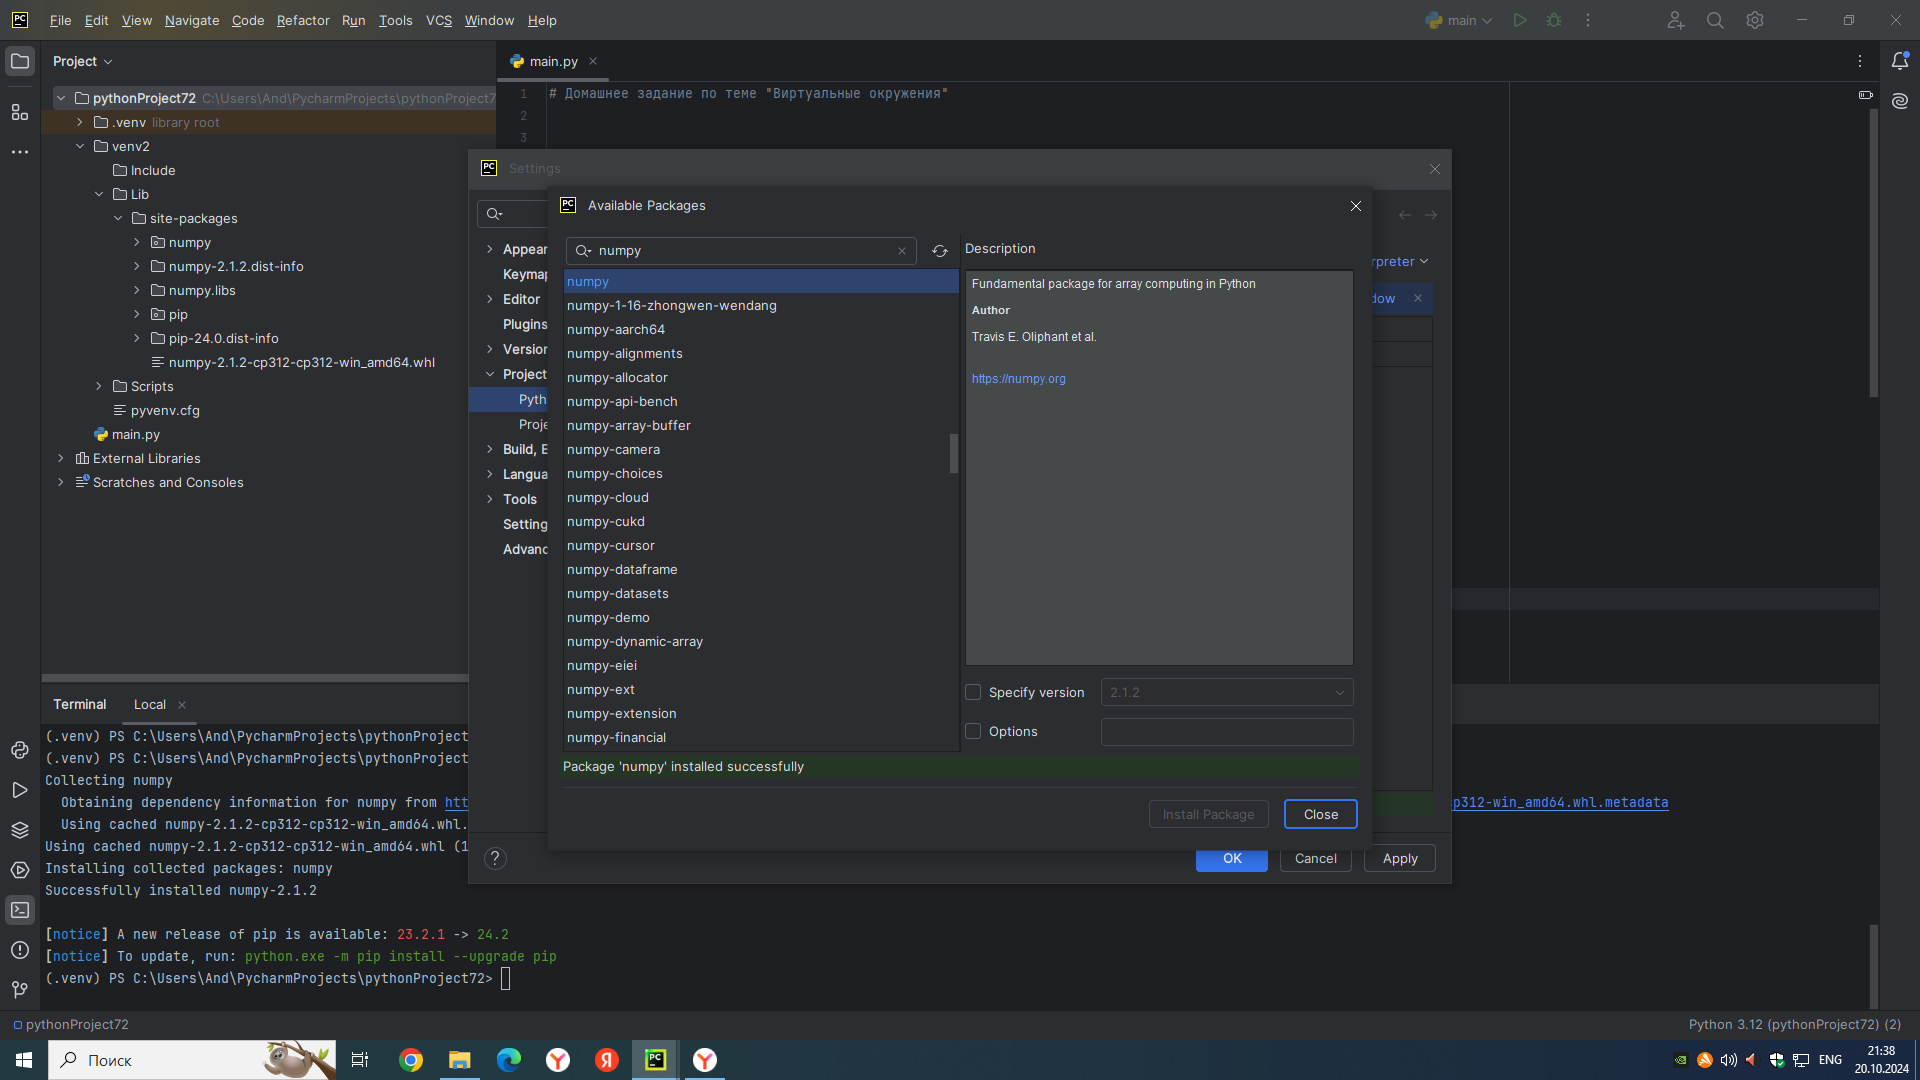 PC File Edit View Navigate Code Refactor Run Tools VCS Window Help main
Project
main.py
pythonProject72 C:\Users\And\PycharmProjects\pythonProject7
.venv library root
venv2
Include
Lib
site-packages
numpy
numpy-2.1.2.dist-info
numpy.libs
pip
pip-24.0.dist-info
numpy-2.1.2-cp312-cp312-win_amd64.whl
Scripts
pyvenv.cfg
main.py
External Libraries
Scratches and Consoles
1 # Домашнее задание по теме "Виртуальные окружения"
2
3
PC Settings
Appear
Keymap
Editor
Plugins
Version
Project
Pyth
Proje
Build, E
Langua
Tools
Setting
Advanc
rpreter
dow
PC Available Packages
numpy
numpy
numpy-1-16-zhongwen-wendang
numpy-aarch64
numpy-alignments
numpy-allocator
numpy-api-bench
numpy-array-buffer
numpy-camera
numpy-choices
numpy-cloud
numpy-cukd
numpy-cursor
numpy-dataframe
numpy-datasets
numpy-demo
numpy-dynamic-array
numpy-eiei
numpy-ext
numpy-extension
numpy-financial
Description
Fundamental package for array computing in Python
Author
Travis E. Oliphant et al.
https://numpy.org
Specify version 2.1.2
Options
Package 'numpy' installed successfully
Install Package Close
? OK Cancel Apply
Terminal Local
(.venv) PS C:\Users\And\PycharmProjects\pythonProject
(.venv) PS C:\Users\And\PycharmProjects\pythonProject
Collecting numpy
Obtaining dependency information for numpy from htt p312-win_amd64.whl.metadata
Using cached numpy-2.1.2-cp312-cp312-win_amd64.whl.
Using cached numpy-2.1.2-cp312-cp312-win_amd64.whl (1
Installing collected packages: numpy
Successfully installed numpy-2.1.2
[notice] A new release of pip is available: 23.2.1 -> 24.2
[notice] To update, run: python.exe -m pip install --upgrade pip
(.venv) PS C:\Users\And\PycharmProjects\pythonProject72>
pythonProject72 Python 3.12 (pythonProject72) (2)
Поиск Я PC ENG 21:38
20.10.2024